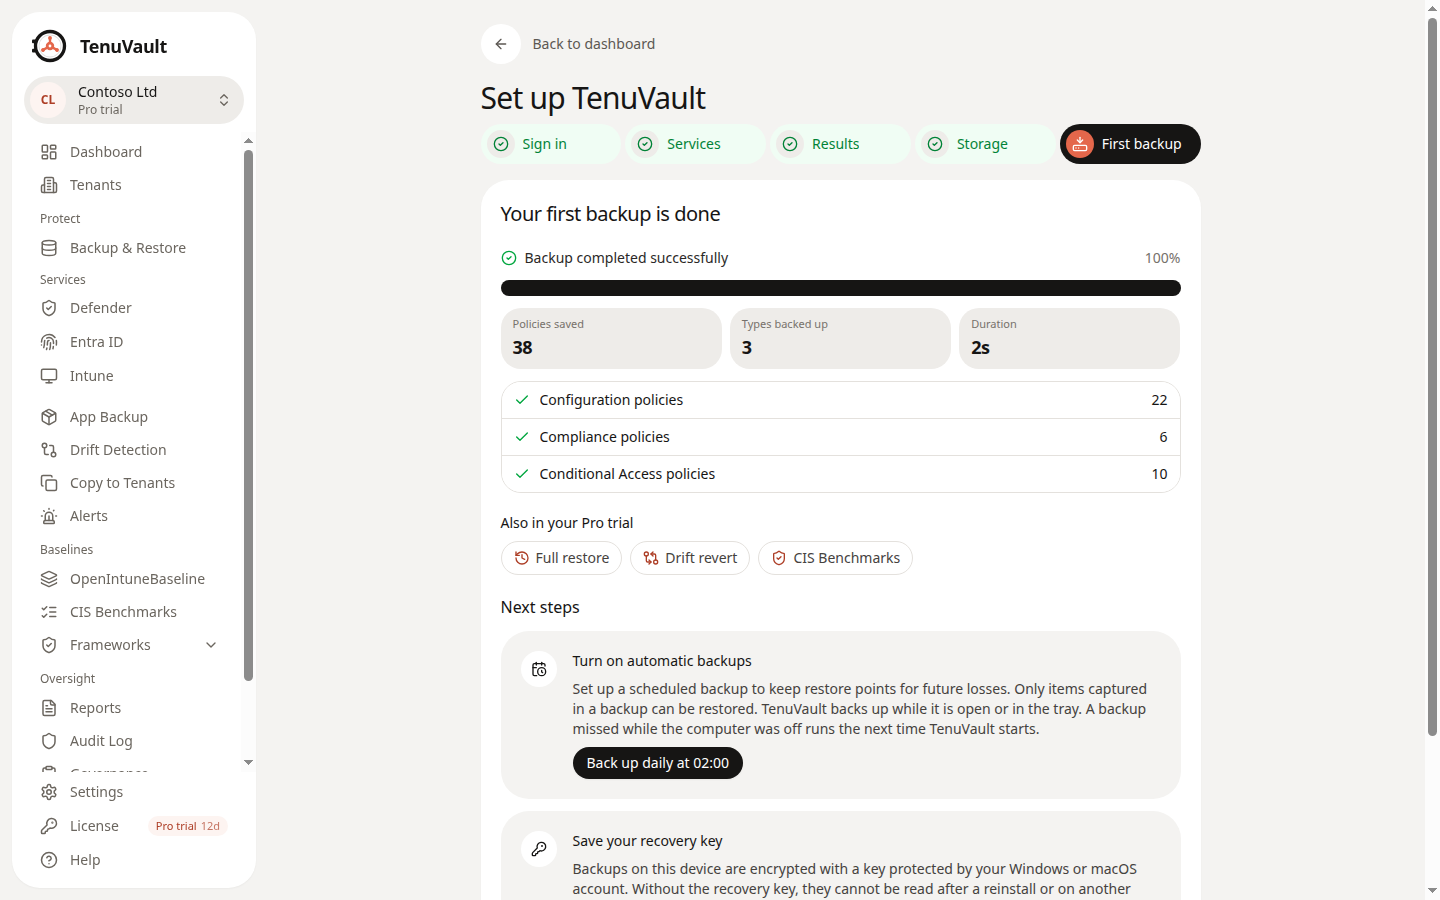 TenuVault
CL
Contoso Ltd
Pro trial
Dashboard
Tenants
Protect
Backup & Restore
Services
Defender
Entra ID
Intune
App Backup
Drift Detection
Copy to Tenants
Alerts
Baselines
OpenIntuneBaseline
CIS Benchmarks
Frameworks
Oversight
Reports
Audit Log
Settings
License
Pro trial 12d
Help
Back to dashboard
Set up TenuVault
Sign in
Services
Results
Storage
First backup
Your first backup is done
Backup completed successfully
100%
Policies saved
38
Types backed up
3
Duration
2s
Configuration policies
22
Compliance policies
6
Conditional Access policies
10
Also in your Pro trial
Full restore
Drift revert
CIS Benchmarks
Next steps
Turn on automatic backups
Set up a scheduled backup to keep restore points for future losses. Only items captured
in a backup can be restored. TenuVault backs up while it is open or in the tray. A backup
missed while the computer was off runs the next time TenuVault starts.
Back up daily at 02:00
Save your recovery key
Backups on this device are encrypted with a key protected by your Windows or macOS
account. Without the recovery key, they cannot be read after a reinstall or on another